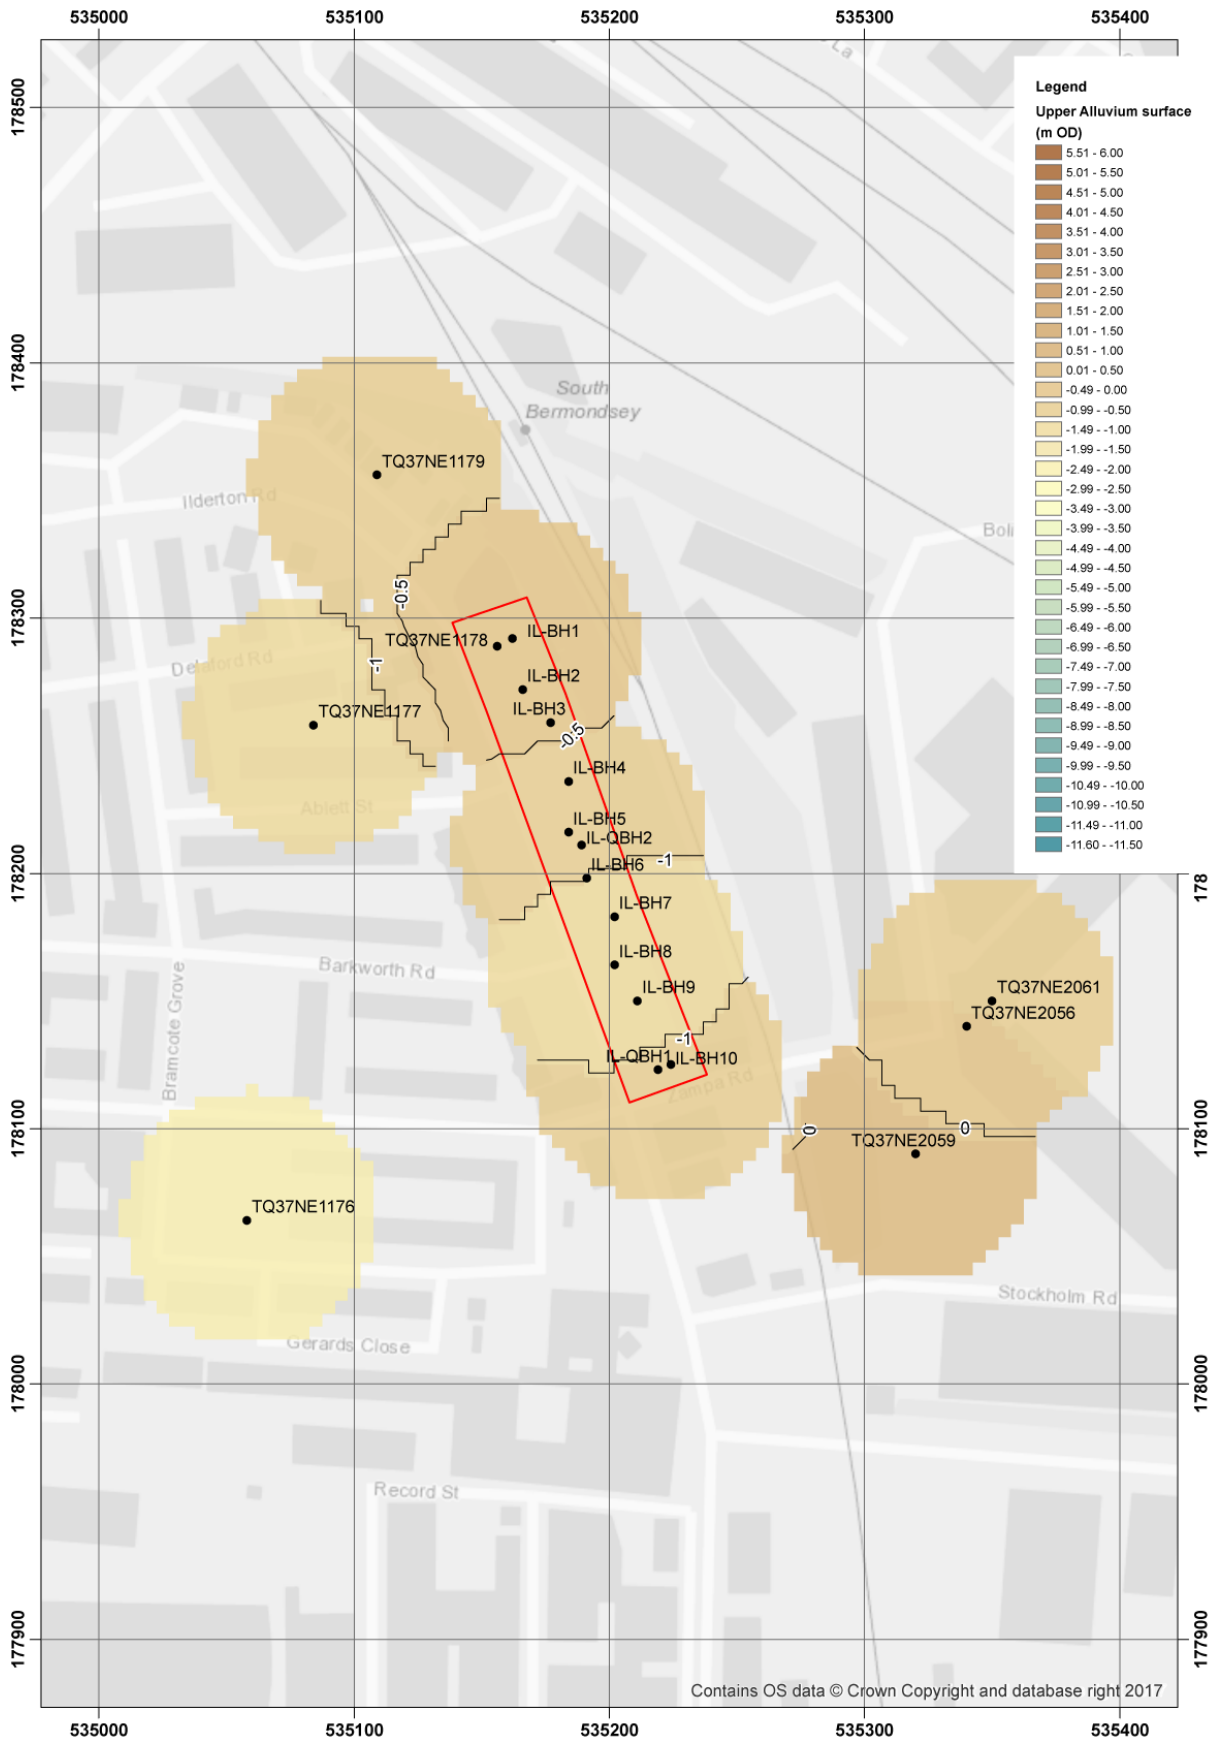 535000 535100 535200 535300 535400
178500
178400
178300
178200
178100
178000
177900
La
Legend
Upper Alluvium surface
(m OD)
5.51 - 6.00
5.01 - 5.50
4.51 - 5.00
4.01 - 4.50
3.51 - 4.00
3.01 - 3.50
2.51 - 3.00
2.01 - 2.50
1.51 - 2.00
1.01 - 1.50
0.51 - 1.00
0.01 - 0.50
-0.49 - 0.00
-0.99 - -0.50
-1.49 - -1.00
-1.99 - -1.50
-2.49 - -2.00
-2.99 - -2.50
-3.49 - -3.00
-3.99 - -3.50
-4.49 - -4.00
-4.99 - -4.50
-5.49 - -5.00
-5.99 - -5.50
-6.49 - -6.00
-6.99 - -6.50
-7.49 - -7.00
-7.99 - -7.50
-8.49 - -8.00
-8.99 - -8.50
-9.49 - -9.00
-9.99 - -9.50
-10.49 - -10.00
-10.99 - -10.50
-11.49 - -11.00
-11.60 - -11.50
South
Bermondsey
TQ37NE1179
Ilderton Rd
Boli
-0.5
IL-BH1
TQ37NE1178
Delaford Rd
-1
IL-BH2
TQ37NE1177
IL-BH3
-0.5
IL-BH4
Ablett St
IL-BH5
IL-QBH2
-1
IL-BH6
IL-BH7
IL-BH8
Barkworth Rd
Bramcote Grove
IL-BH9
TQ37NE2061
TQ37NE2056
-1
IL-QBH1
IL-BH10
Zampa Rd
0
0
TQ37NE2059
TQ37NE1176
Stockholm Rd
Gerards Close
Record St
178
178100
178000
177900
Contains OS data © Crown Copyright and database right 2017
535000 535100 535200 535300 535400